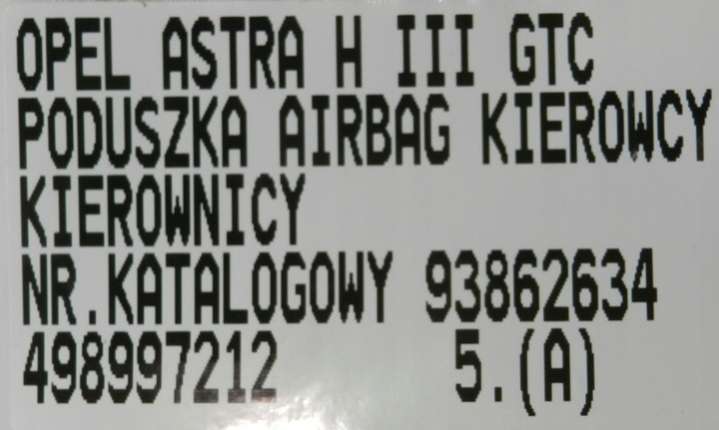 OPEL ASTRA H III GTC
PODUSZKA AIRBAG KIEROWCY
KIEROWNICY
NR.KATALOGOWY 93862634
498997212 5.(A)